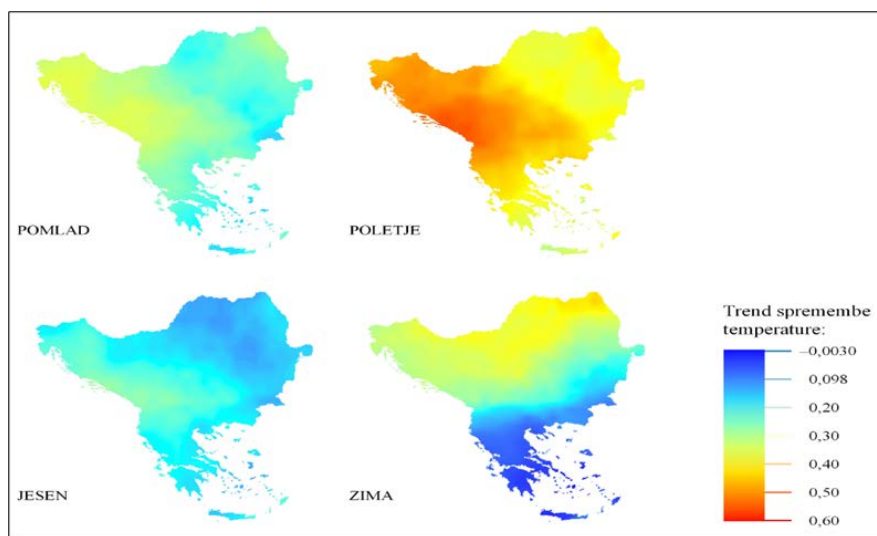 POMLAD
POLETJE
JESEN
ZIMA
Trend spremembe
temperature:
–0,0030
0,098
0,20
0,30
0,40
0,50
0,60